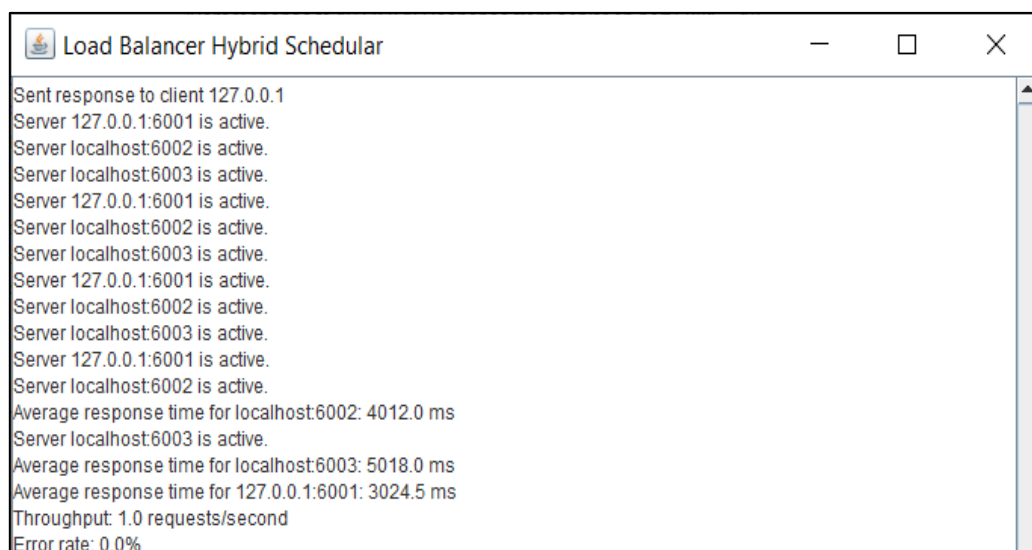 Load Balancer Hybrid Schedular
Sent response to client 127.0.0.1
Server 127.0.0.1:6001 is active.
Server localhost:6002 is active.
Server localhost:6003 is active.
Server 127.0.0.1:6001 is active.
Server localhost:6002 is active.
Server localhost:6003 is active.
Server 127.0.0.1:6001 is active.
Server localhost:6002 is active.
Server localhost:6003 is active.
Server 127.0.0.1:6001 is active.
Server localhost:6002 is active.
Average response time for localhost:6002: 4012.0 ms
Server localhost:6003 is active.
Average response time for localhost:6003: 5018.0 ms
Average response time for 127.0.0.1:6001: 3024.5 ms
Throughput: 1.0 requests/second
Error rate: 0.0%